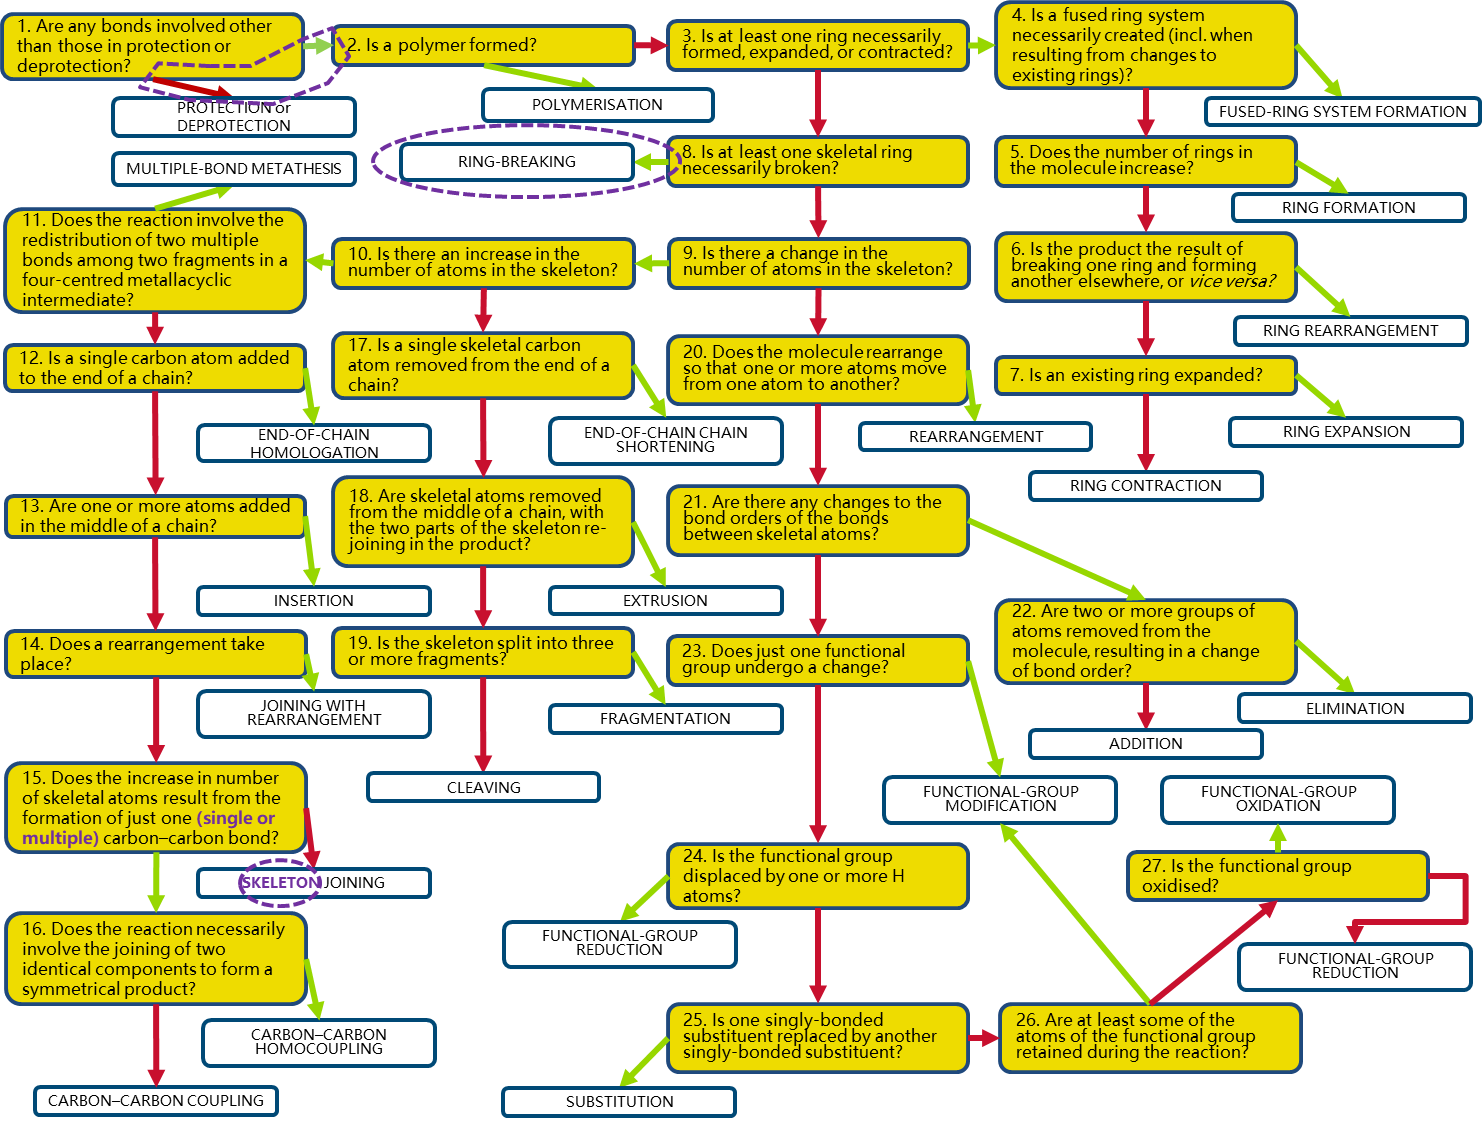 1. Are any bonds involved other
than those in protection or
deprotection?
PROTECTION or
DEPROTECTION
2. Is a polymer formed?
POLYMERISATION
3. Is at least one ring necessarily
formed, expanded, or contracted?
4. Is a fused ring system
necessarily created (incl. when
resulting from changes to
existing rings)?
FUSED-RING SYSTEM FORMATION
MULTIPLE-BOND METATHESIS
RING-BREAKING
8. Is at least one skeletal ring
necessarily broken?
5. Does the number of rings in
the molecule increase?
RING FORMATION
11. Does the reaction involve the
redistribution of two multiple
bonds among two fragments in a
four-centred metallacyclic
intermediate?
10. Is there an increase in the
number of atoms in the skeleton?
9. Is there a change in the
number of atoms in the skeleton?
6. Is the product the result of
breaking one ring and forming
another elsewhere, or vice versa?
RING REARRANGEMENT
12. Is a single carbon atom added
to the end of a chain?
END-OF-CHAIN
HOMOLOGATION
17. Is a single skeletal carbon
atom removed from the end of a
chain?
END-OF-CHAIN CHAIN
SHORTENING
20. Does the molecule rearrange
so that one or more atoms move
from one atom to another?
REARRANGEMENT
7. Is an existing ring expanded?
RING EXPANSION
RING CONTRACTION
13. Are one or more atoms added
in the middle of a chain?
INSERTION
18. Are skeletal atoms removed
from the middle of a chain, with
the two parts of the skeleton re-
joining in the product?
EXTRUSION
21. Are there any changes to the
bond orders of the bonds
between skeletal atoms?
14. Does a rearrangement take
place?
JOINING WITH
REARRANGEMENT
19. Is the skeleton split into three
or more fragments?
FRAGMENTATION
CLEAVING
23. Does just one functional
group undergo a change?
22. Are two or more groups of
atoms removed from the
molecule, resulting in a change
of bond order?
ELIMINATION
ADDITION
15. Does the increase in number
of skeletal atoms result from the
formation of just one (single or
multiple) carbon–carbon bond?
SKELETON JOINING
FUNCTIONAL-GROUP
MODIFICATION
FUNCTIONAL-GROUP
OXIDATION
24. Is the functional group
displaced by one or more H
atoms?
FUNCTIONAL-GROUP
REDUCTION
27. Is the functional group
oxidised?
FUNCTIONAL-GROUP
REDUCTION
16. Does the reaction necessarily
involve the joining of two
identical components to form a
symmetrical product?
CARBON–CARBON
HOMOCOUPLING
CARBON–CARBON COUPLING
25. Is one singly-bonded
substituent replaced by another
singly-bonded substituent?
SUBSTITUTION
26. Are at least some of the
atoms of the functional group
retained during the reaction?